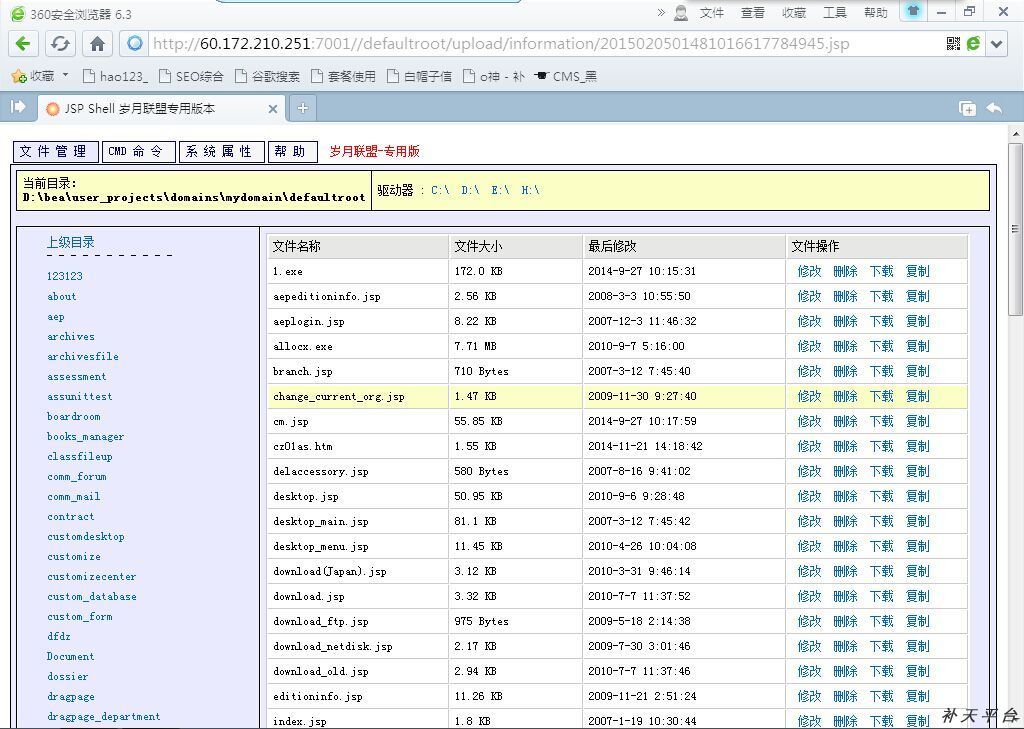 360安全浏览器 6.3
» 文件 查看 收藏 工具 帮助
http://60.172.210.251:7001//defaultroot/upload/information/2015020501481016617784945.jsp
收藏 hao123_ SEO综合 谷歌搜索 套餐使用 白帽子信 o神 - 补 CMS_黑
JSP Shell 岁月联盟专用版本
文件管理 CMD命令 系统属性 帮助 岁月联盟-专用版
当前目录:
D:\bea\user_projects\domains\mydomain\defaultroot
驱动器 : C:\ D:\ E:\ H:\
上级目录
- - - - - - - - - - -
123123
about
aep
archives
archivesfile
assessment
assunittest
boardroom
books_manager
classfileup
comm_forum
comm_mail
contract
customdesktop
customize
customizecenter
custom_database
custom_form
dfdz
Document
dossier
dragpage
dragpage_department
文件名称 文件大小 最后修改 文件操作
1.exe 172.0 KB 2014-9-27 10:15:31 修改 删除 下载 复制
aepeditioninfo.jsp 2.56 KB 2008-3-3 10:55:50 修改 删除 下载 复制
aeplogin.jsp 8.22 KB 2007-12-3 11:46:32 修改 删除 下载 复制
allocx.exe 7.71 MB 2010-9-7 5:16:00 修改 删除 下载 复制
branch.jsp 710 Bytes 2007-3-12 7:45:40 修改 删除 下载 复制
change_current_org.jsp 1.47 KB 2009-11-30 9:27:40 修改 删除 下载 复制
cm.jsp 55.85 KB 2014-9-27 10:17:59 修改 删除 下载 复制
cz01as.htm 1.55 KB 2014-11-21 14:18:42 修改 删除 下载 复制
delaccessory.jsp 580 Bytes 2007-8-16 9:41:02 修改 删除 下载 复制
desktop.jsp 50.95 KB 2010-9-6 9:28:48 修改 删除 下载 复制
desktop_main.jsp 81.1 KB 2007-3-12 7:45:42 修改 删除 下载 复制
desktop_menu.jsp 11.45 KB 2010-4-26 10:04:08 修改 删除 下载 复制
download(Japan).jsp 3.12 KB 2010-3-31 9:46:14 修改 删除 下载 复制
download.jsp 3.32 KB 2010-7-7 11:37:52 修改 删除 下载 复制
download_ftp.jsp 975 Bytes 2009-5-18 2:14:38 修改 删除 下载 复制
download_netdisk.jsp 2.17 KB 2009-7-30 3:01:46 修改 删除 下载 复制
download_old.jsp 2.94 KB 2010-7-7 11:37:46 修改 删除 下载 复制
editioninfo.jsp 11.26 KB 2009-11-21 2:51:24 修改 删除 下载 复制
index.jsp 1.8 KB 2007-1-19 10:30:44 修改 删除 下载 复制
补天平台